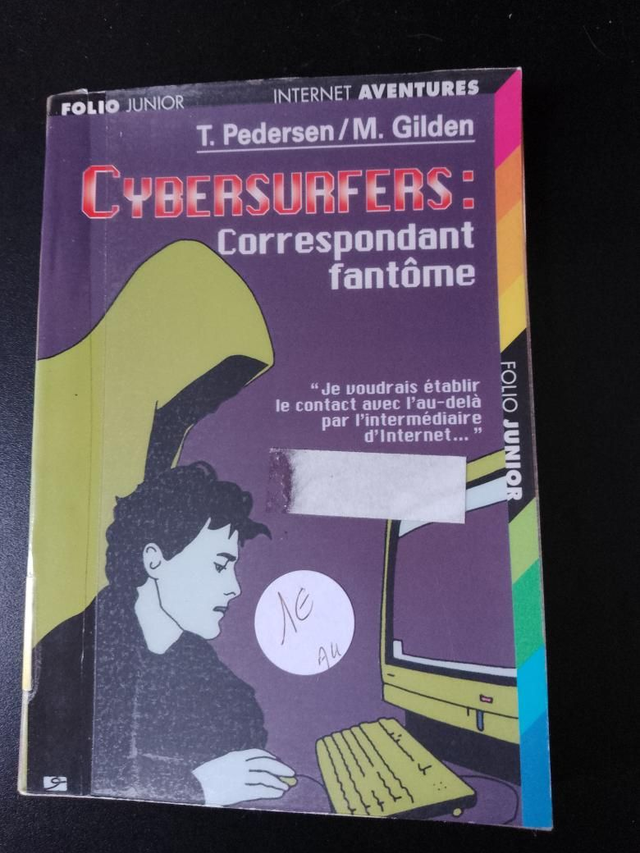 FOLIO JUNIOR
INTERNET AVENTURES
T. Pedersen/M. Gilden
CYBERSURFERS:
Correspondant
fantôme
“Je voudrais établir
le contact avec l'au-delà
par l'intermédiaire
d'Internet...”
FOLIO JUNIOR
1€